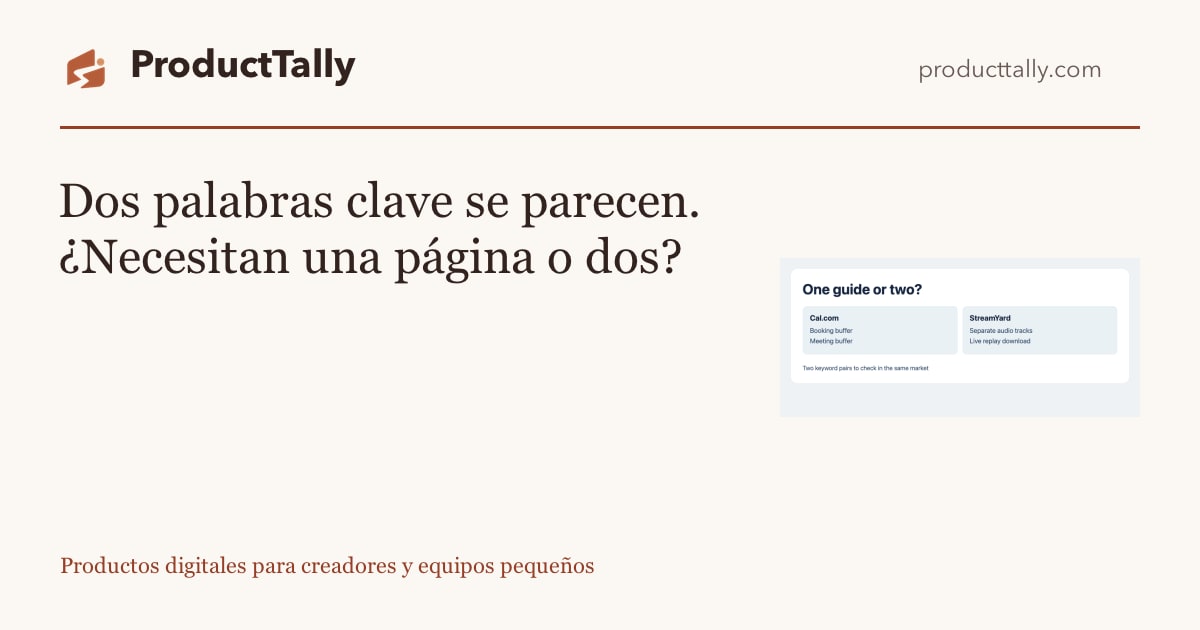 ProductTally
producttally.com
Dos palabras clave se parecen.
¿Necesitan una página o dos?
One guide or two?
Cal.com
Booking buffer
Meeting buffer
StreamYard
Separate audio tracks
Live replay download
Two keyword pairs to check in the same market
Productos digitales para creadores y equipos pequeños